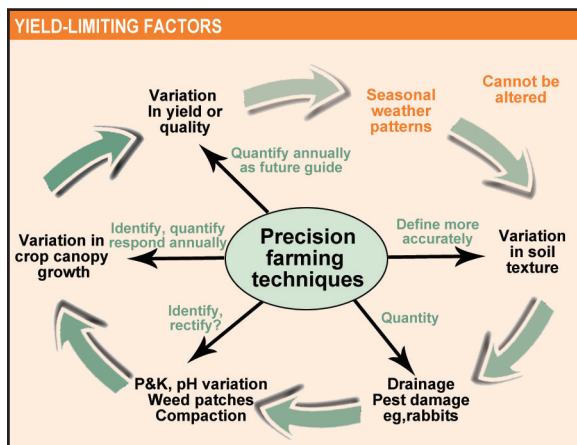 YIELD-LIMITING FACTORS
Variation
In yield or
quality
Seasonal
weather
patterns
Cannot be
altered
Quantify annually
as future guide
Identify, quantify
respond annually
Variation in
crop canopy
growth
Precision
farming
techniques
Define more
accurately
Variation
in soil
texture
Identify,
rectify?
Quantity
P&K, pH variation
Weed patches
Compaction
Drainage
Pest damage
eg,rabbits